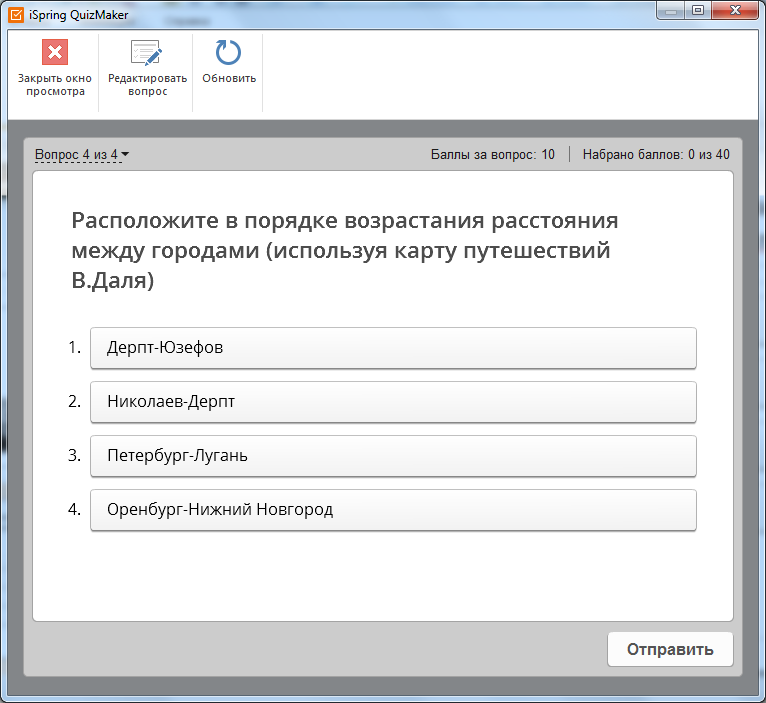 iSpring QuizMaker
Закрыть окно
просмотра
Редактировать
вопрос
Обновить
Вопрос 4 из 4
Баллы за вопрос: 10
Набрано баллов: 0 из 40
Расположите в порядке возрастания расстояния
между городами (используя карту путешествий
В.Даля)
1. Дерпт-Юзефов
2. Николаев-Дерпт
3. Петербург-Лугань
4. Оренбург-Нижний Новгород
Отправить